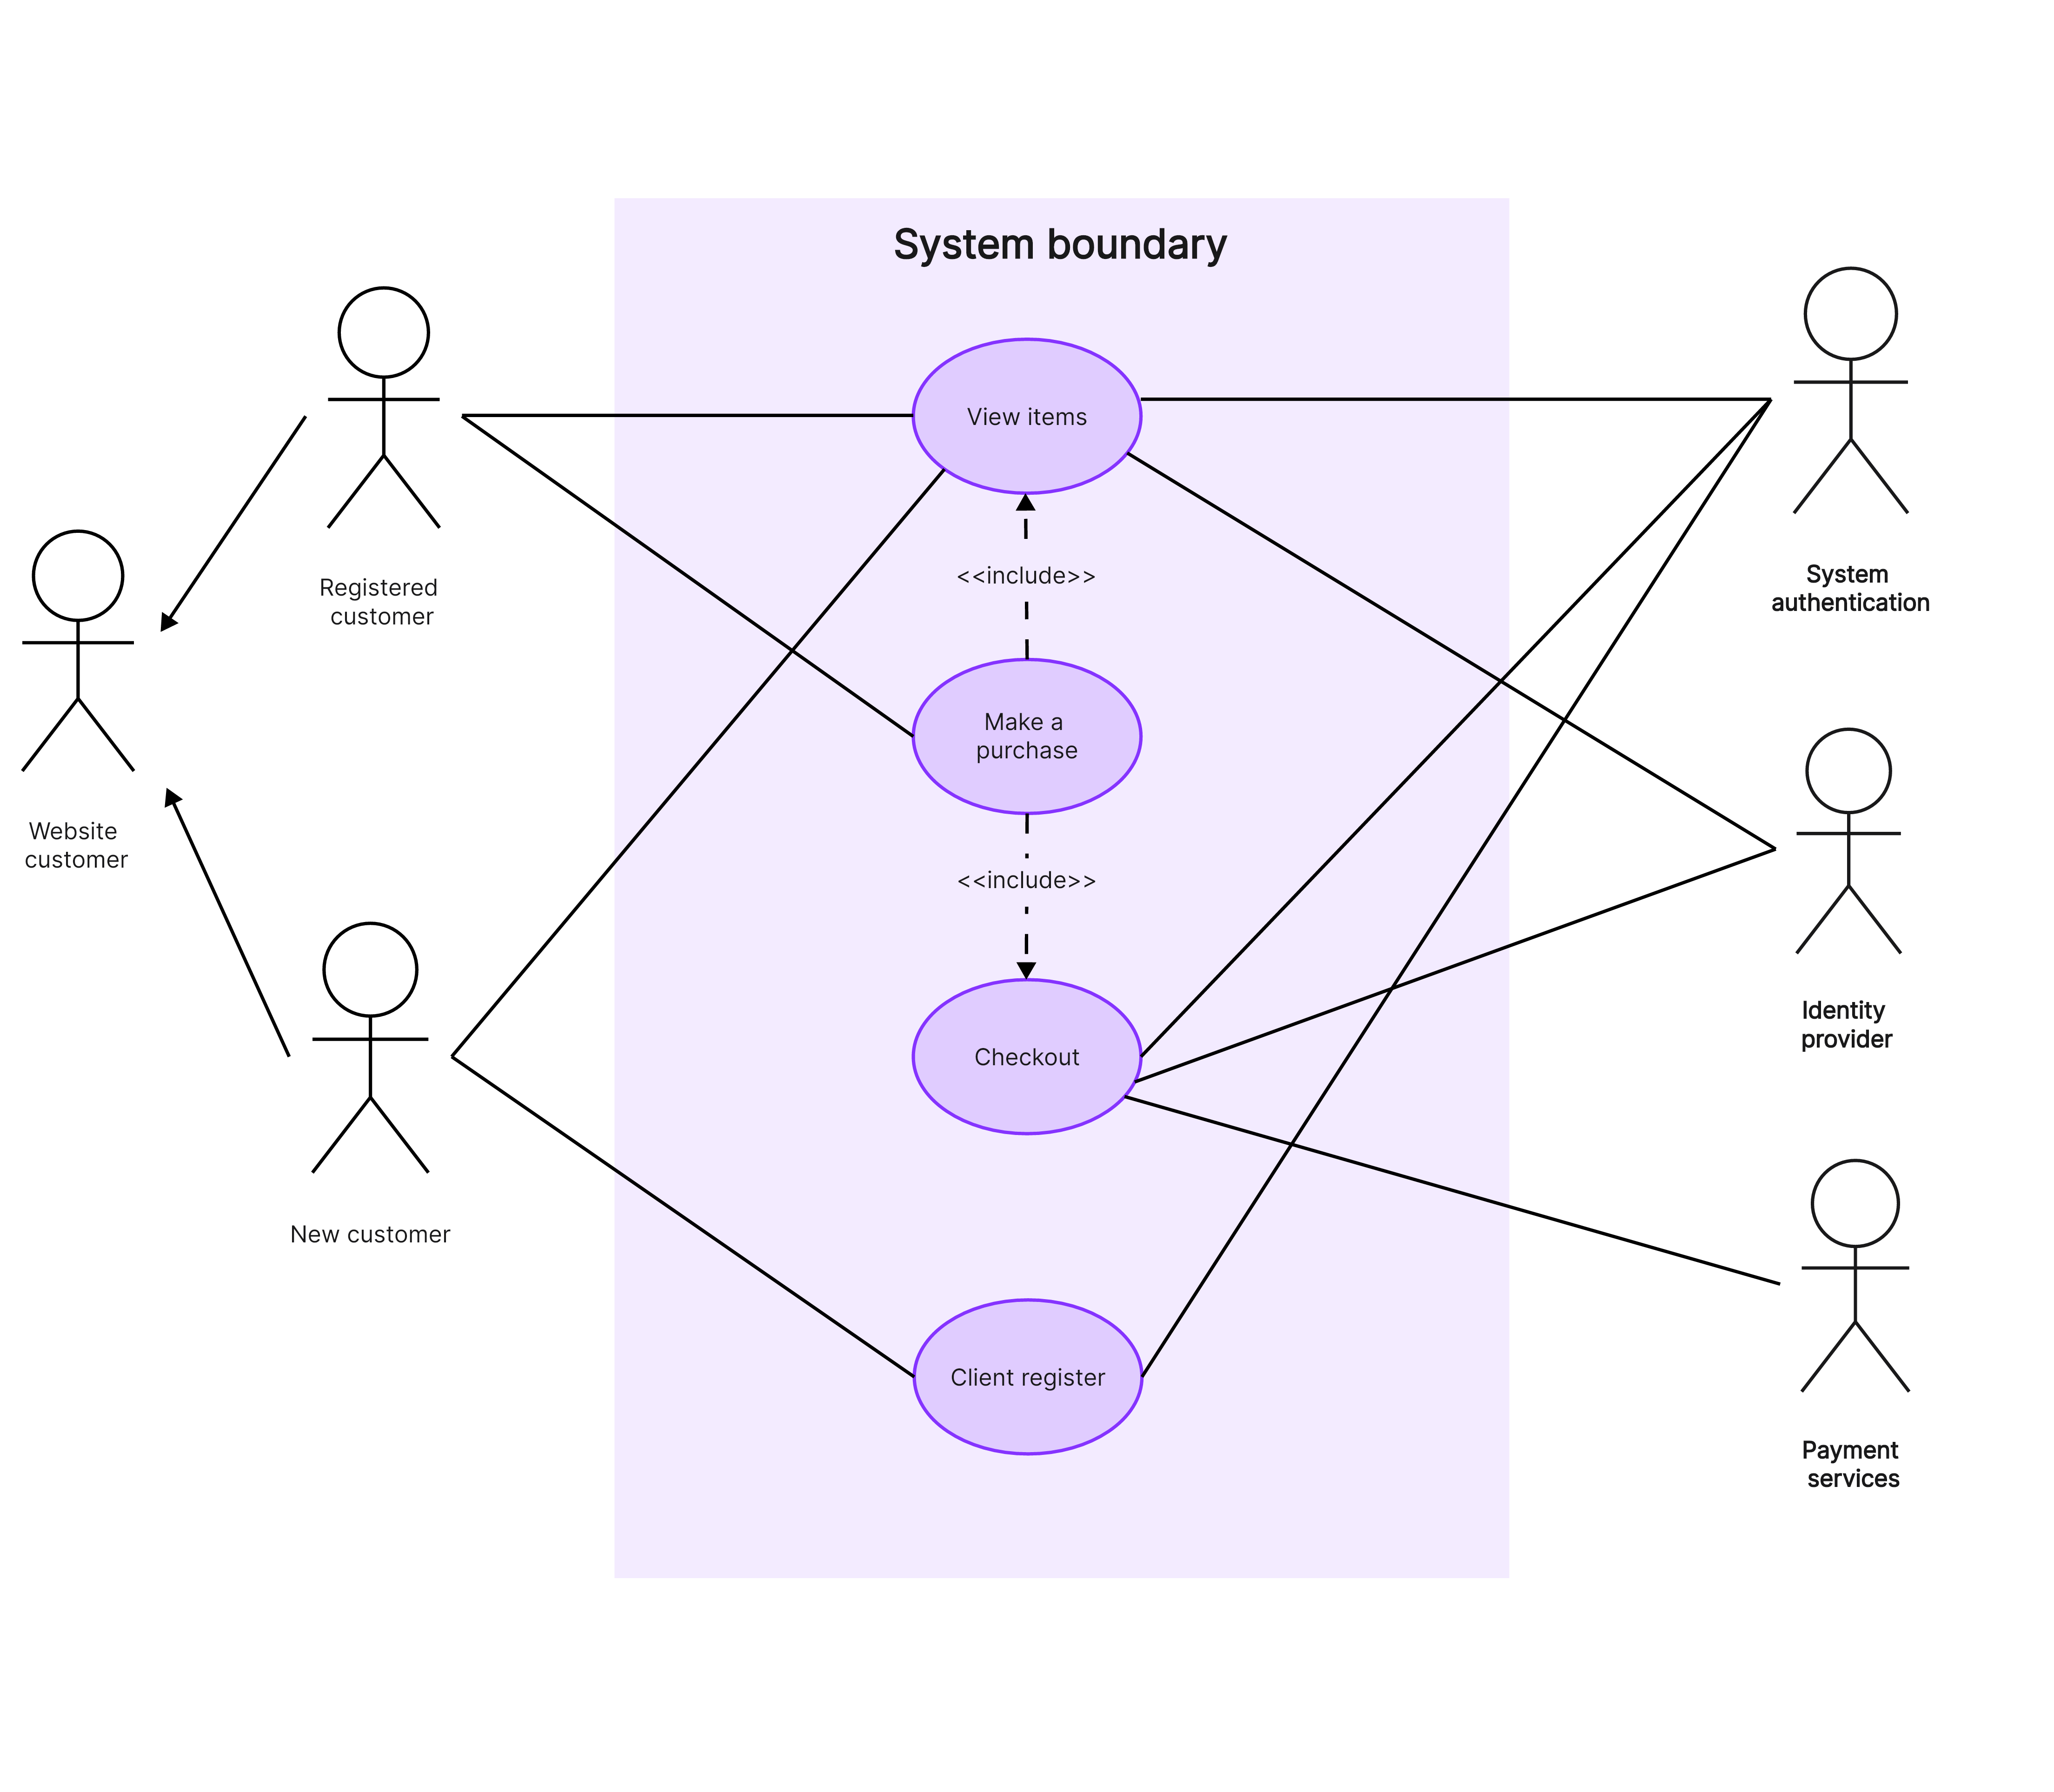 System boundary
View items
Registered
customer
System
authentication
<<include>>
Make a
purchase
Website
customer
<<include>>
Identity
provider
Checkout
New customer
Client register
Payment
services